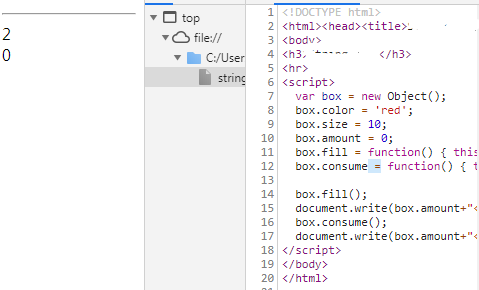 2
0
top
file://
C:/User
string
1 <!DOCTYPE html>
2 <html><head><title>
3 <body>
4 <h3 </h3>
5 <hr>
6 <script>
7 var box = new Object();
8 box.color = 'red';
9 box.size = 10;
10 box.amount = 0;
11 box.fill = function() { this
12 box.consume = function() { t
13
14 box.fill();
15 document.write(box.amount+"<
16 box.consume();
17 document.write(box.amount+"<
18 </script>
19 </body>
20 </html>